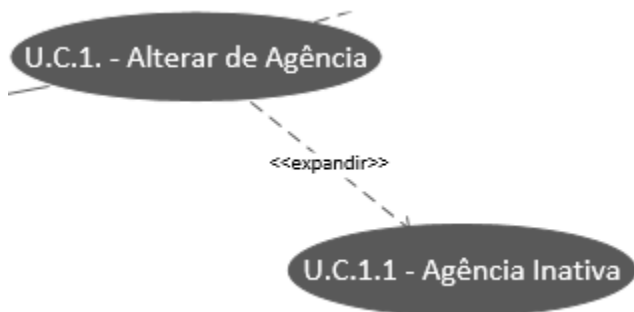 U.C.1. - Alterar de Agência
<<expandir>>
U.C.1.1 - Agência Inativa